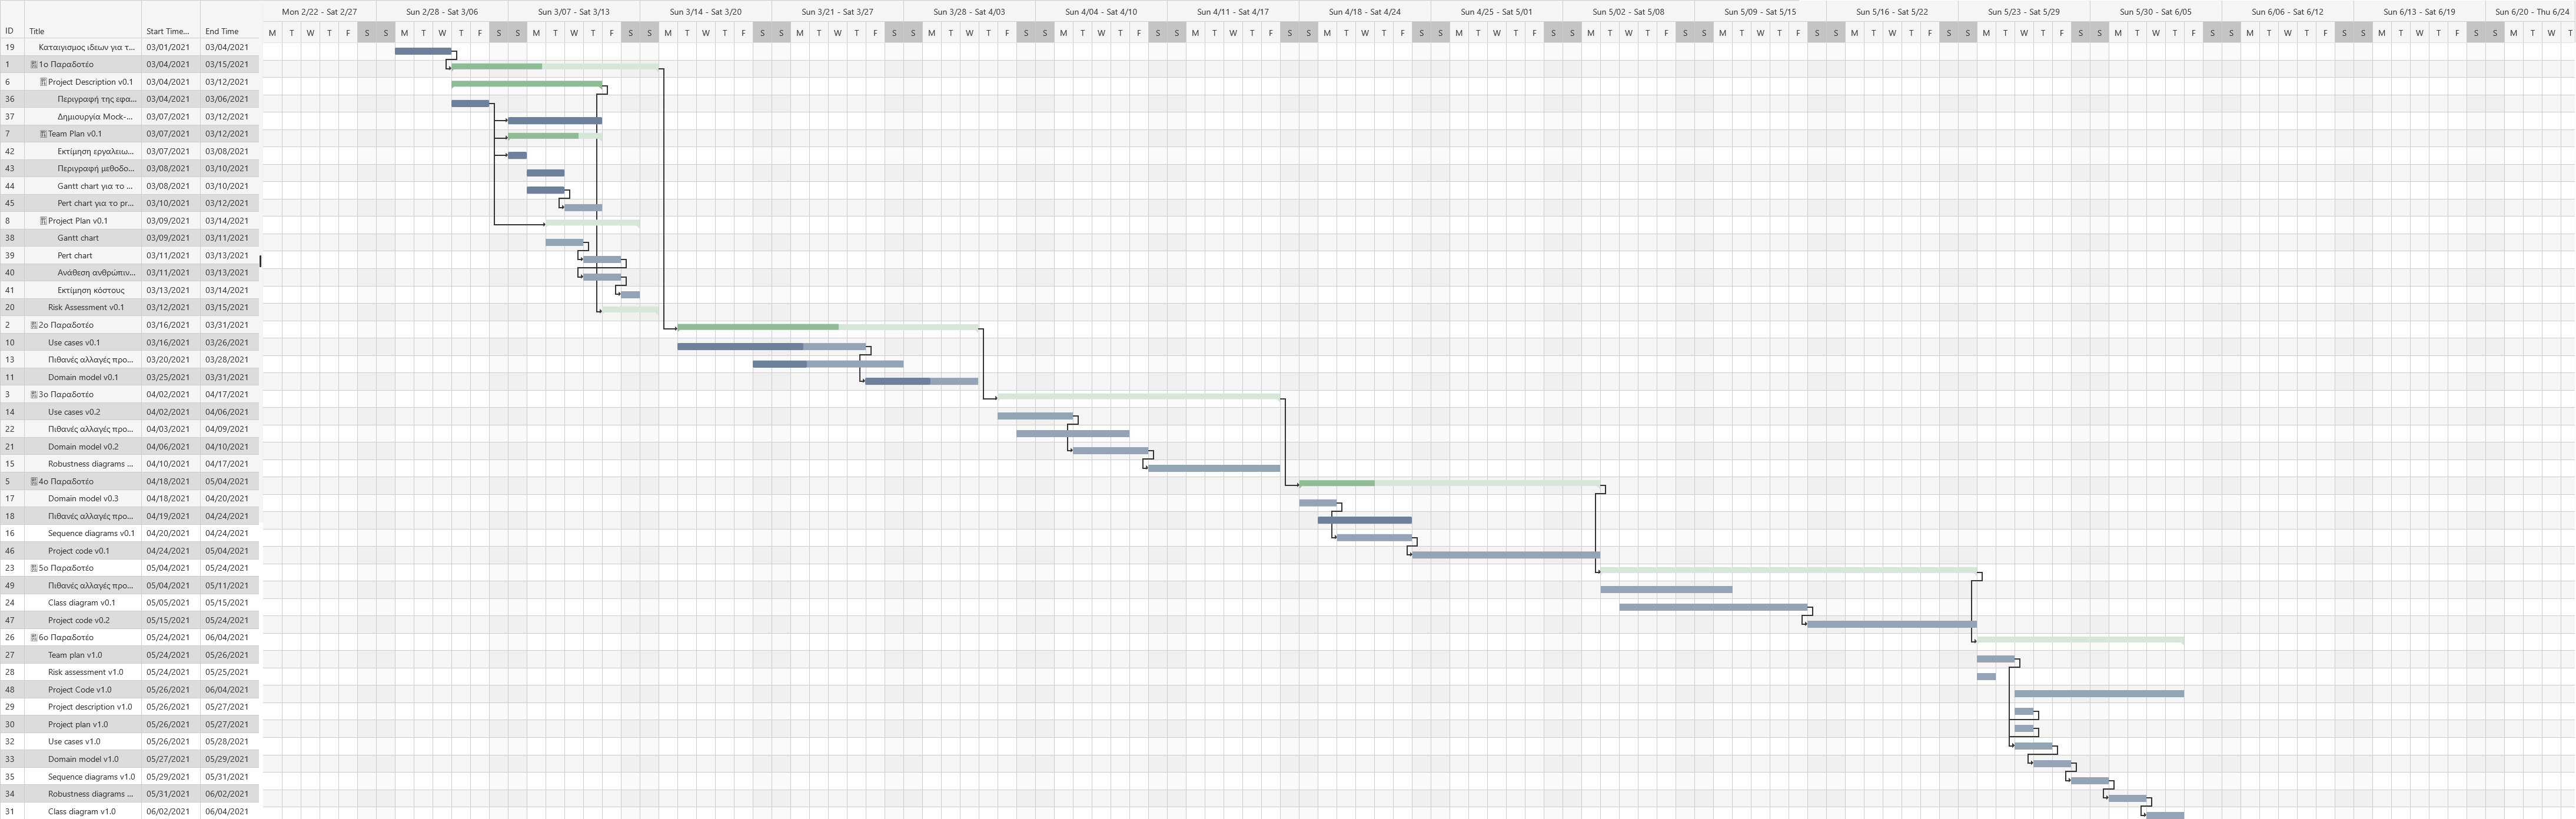 Mon 2/22 - Sat 2/27 Sun 2/28 - Sat 3/06 Sun 3/07 - Sat 3/13 Sun 3/14 - Sat 3/20 Sun 3/21 - Sat 3/27 Sun 3/28 - Sat 4/03 Sun 4/04 - Sat 4/10 Sun 4/11 - Sat 4/17 Sun 4/18 - Sat 4/24 Sun 4/25 - Sat 5/01 Sun 5/02 - Sat 5/08 Sun 5/09 - Sat 5/15 Sun 5/16 - Sat 5/22 Sun 5/23 - Sat 5/29 Sun 5/30 - Sat 6/05 Sun 6/06 - Sat 6/12 Sun 6/13 - Sat 6/19 Sun 6/20 - Thu 6/24
ID Title Start Time... End Time M T W T F S S M T W T F S S M T W T F S S M T W T F S S M T W T F S S M T W T F S S M T W T F S S M T W T F S S M T W T F S S M T W T F S S M T W T F S S M T W T F S S M T W T F S S M T W T F S S M T W T F S S M T W T F S S M T W T F S S M T W T
19 Καταιγισμος ιδεων για τ... 03/01/2021 03/04/2021
1 1ο Παραδοτέο 03/04/2021 03/15/2021
6 Project Description v0.1 03/04/2021 03/12/2021
36 Περιγραφή της εφα... 03/04/2021 03/06/2021
37 Δημιουργία Mock-... 03/07/2021 03/12/2021
7 Team Plan v0.1 03/07/2021 03/12/2021
42 Εκτίμηση εργαλειω... 03/07/2021 03/08/2021
43 Περιγραφή μεθοδο... 03/08/2021 03/10/2021
44 Gantt chart για το ... 03/08/2021 03/10/2021
45 Pert chart για το pr... 03/10/2021 03/12/2021
8 Project Plan v0.1 03/09/2021 03/14/2021
38 Gantt chart 03/09/2021 03/11/2021
39 Pert chart 03/11/2021 03/13/2021
40 Ανάθεση ανθρώπιν... 03/11/2021 03/13/2021
41 Εκτίμηση κόστους 03/13/2021 03/14/2021
20 Risk Assessment v0.1 03/12/2021 03/15/2021
2 2ο Παραδοτέο 03/16/2021 03/31/2021
10 Use cases v0.1 03/16/2021 03/26/2021
13 Πιθανές αλλαγές προ... 03/20/2021 03/28/2021
11 Domain model v0.1 03/25/2021 03/31/2021
3 3ο Παραδοτέο 04/02/2021 04/17/2021
14 Use cases v0.2 04/02/2021 04/06/2021
22 Πιθανές αλλαγές προ... 04/03/2021 04/09/2021
21 Domain model v0.2 04/06/2021 04/10/2021
15 Robustness diagrams ... 04/10/2021 04/17/2021
5 4ο Παραδοτέο 04/18/2021 05/04/2021
17 Domain model v0.3 04/18/2021 04/20/2021
18 Πιθανές αλλαγές προ... 04/19/2021 04/24/2021
16 Sequence diagrams v0.1 04/20/2021 04/24/2021
46 Project code v0.1 04/24/2021 05/04/2021
23 5ο Παραδοτέο 05/04/2021 05/24/2021
49 Πιθανές αλλαγές προ... 05/04/2021 05/11/2021
24 Class diagram v0.1 05/05/2021 05/15/2021
47 Project code v0.2 05/15/2021 05/24/2021
26 6ο Παραδοτέο 05/24/2021 06/04/2021
27 Team plan v1.0 05/24/2021 05/26/2021
28 Risk assessment v1.0 05/24/2021 05/25/2021
48 Project Code v1.0 05/26/2021 06/04/2021
29 Project description v1.0 05/26/2021 05/27/2021
30 Project plan v1.0 05/26/2021 05/27/2021
32 Use cases v1.0 05/26/2021 05/28/2021
33 Domain model v1.0 05/27/2021 05/29/2021
35 Sequence diagrams v1.0 05/29/2021 05/31/2021
34 Robustness diagrams ... 05/31/2021 06/02/2021
31 Class diagram v1.0 06/02/2021 06/04/2021